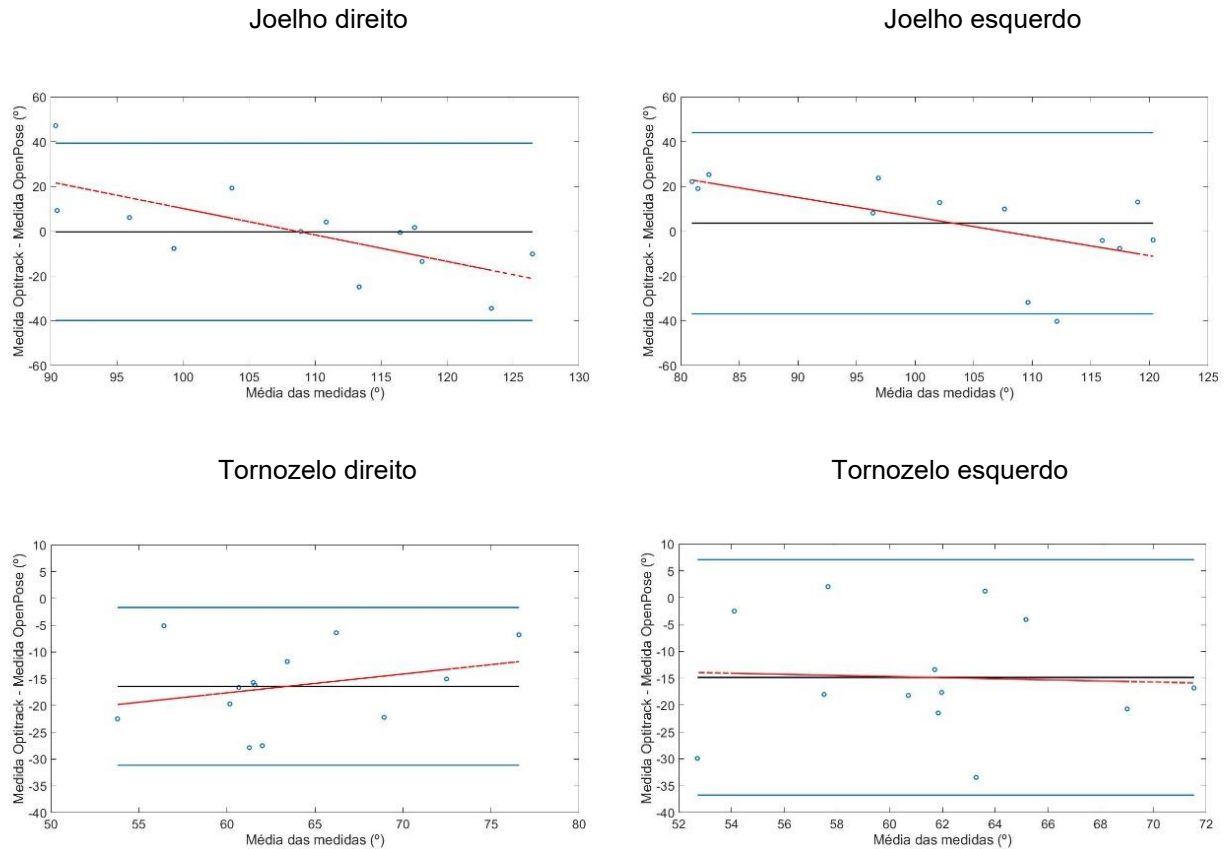 Joelho direito
Joelho esquerdo
Medida Optitrack - Medida OpenPose (º)
60
40
20
0
-20
-40
-60
90 95 100 105 110 115 120 125 130
Média das medidas (º)
Medida Optitrack - Medida OpenPose (º)
60
40
20
0
-20
-40
-60
80 85 90 95 100 105 110 115 120 125
Média das medidas (º)
Tornozelo direito
Tornozelo esquerdo
Medida Optitrack - Medida OpenPose (º)
10
5
0
-5
-10
-15
-20
-25
-30
-35
-40
50 55 60 65 70 75 80
Média das medidas (º)
Medida Optitrack - Medida OpenPose (º)
10
5
0
-5
-10
-15
-20
-25
-30
-35
-40
52 54 56 58 60 62 64 66 68 70 72
Média das medidas (º)